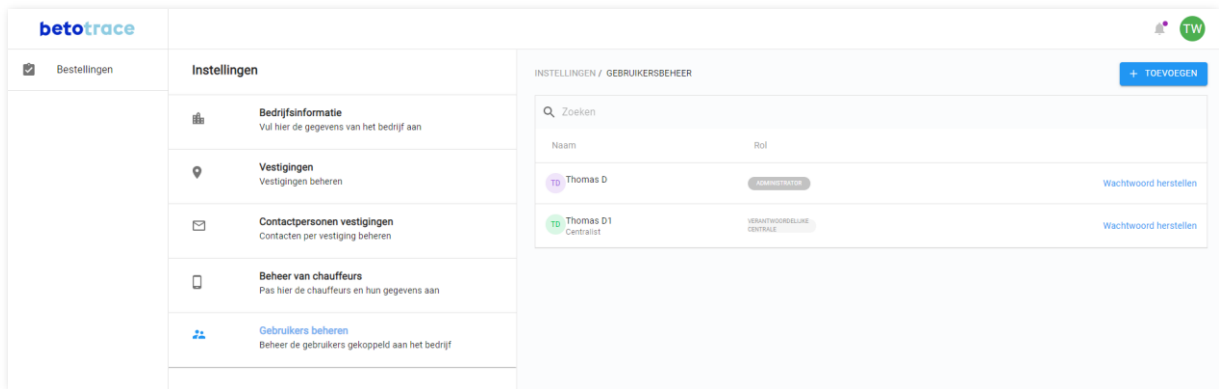 betotrace
TW
Bestellingen
Instellingen
Bedrijfsinformatie
Vul hier de gegevens van het bedrijf aan
Vestigingen
Vestigingen beheren
Contactpersonen vestigingen
Contacten per vestiging beheren
Beheer van chauffeurs
Pas hier de chauffeurs en hun gegevens aan
Gebruikers beheren
Beheer de gebruikers gekoppeld aan het bedrijf
INSTELLINGEN / GEBRUIKERSBEHEER
+ TOEVOEGEN
Zoeken
Naam Rol
TD Thomas D ADMINISTRATOR Wachtwoord herstellen
TD Thomas D1 VERANTWOORDELIJKE Wachtwoord herstellen
Centralist CENTRALE